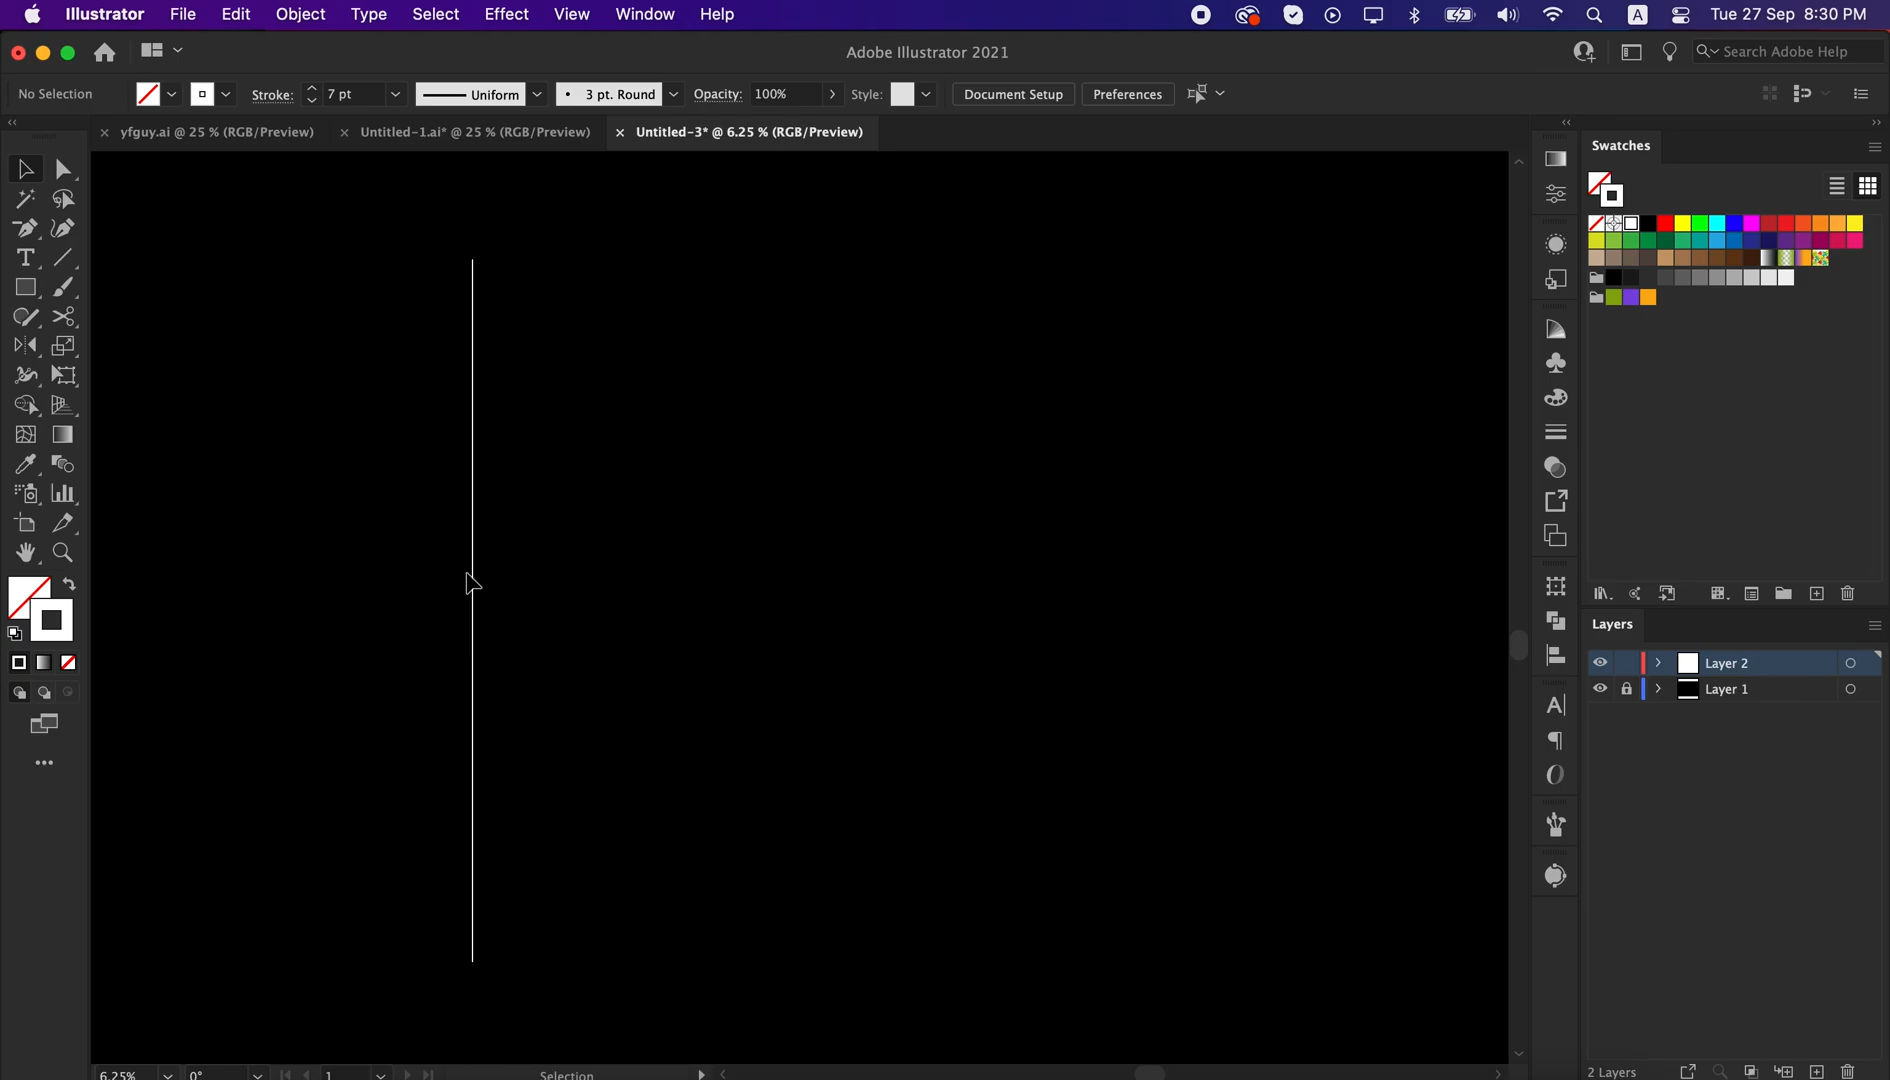 Illustrator File Edit Object Type Select Effect View Window Help A Tue 27 Sep 8:30 PM
Adobe Illustrator 2021 Search Adobe Help
No Selection Stroke: 7 pt Uniform 3 pt. Round Opacity: 100% Style: Document Setup Preferences
yfguy.ai @ 25 % (RGB/Preview) Untitled-1.ai* @ 25 % (RGB/Preview) Untitled-3* @ 6.25 % (RGB/Preview)
Swatches
Layers
Layer 2
Layer 1
6.25% 0° 1 Selection 2 Layers